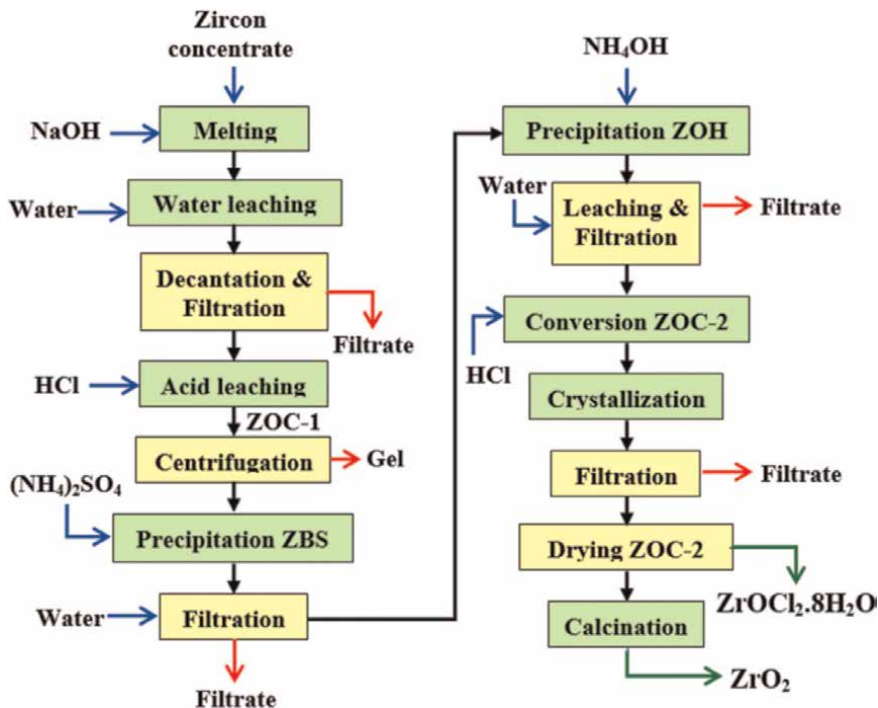 Zircon
concentrate
NaOH
Melting
Water
Water leaching
Decantation &
Filtration
Filtrate
HCl
Acid leaching
ZOC-1
Centrifugation
Gel
(NH₄)₂SO₄
Precipitation ZBS
Water
Filtration
Filtrate
NH₄OH
Precipitation ZOH
Water
Leaching &
Filtration
Filtrate
Conversion ZOC-2
HCl
Crystallization
Filtration
Filtrate
Drying ZOC-2
ZrOCl₂.8H₂O
Calcination
ZrO₂